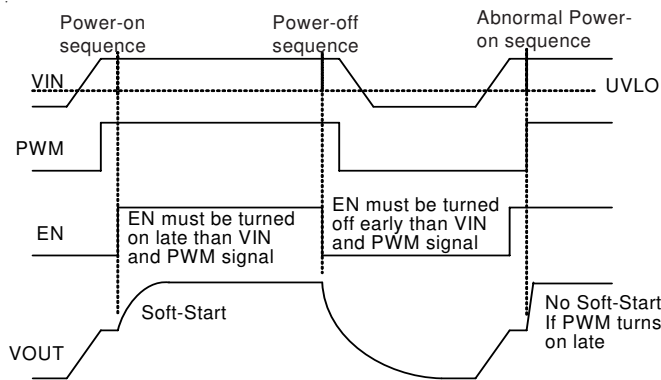 Power-on
sequence
Power-off
sequence
Abnormal Power-
on sequence
VIN
UVLO
PWM
EN
EN must be turned
on late than VIN
and PWM signal
EN must be turned
off early than VIN
and PWM signal
VOUT
Soft-Start
No Soft-Start
If PWM turns
on late